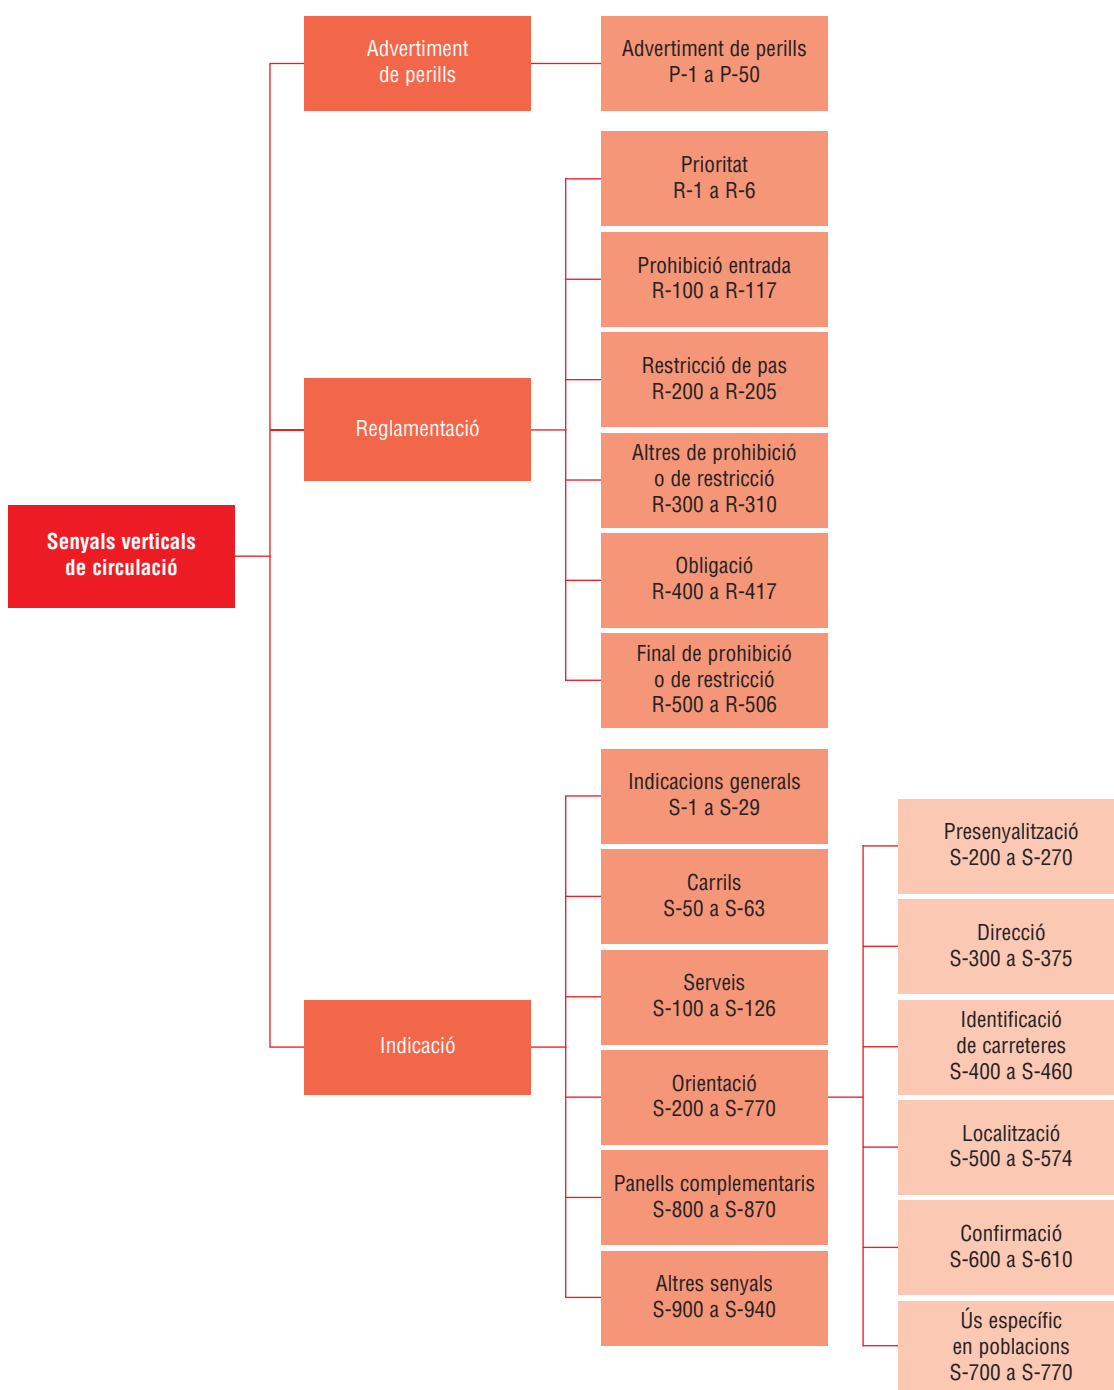 Senyals verticals
de circulació
Advertiment
de perills
Advertiment de perills
P-1 a P-50
Reglamentació
Prioritat
R-1 a R-6
Prohibició entrada
R-100 a R-117
Restricció de pas
R-200 a R-205
Altres de prohibició
o de restricció
R-300 a R-310
Obligació
R-400 a R-417
Final de prohibició
o de restricció
R-500 a R-506
Indicació
Indicacions generals
S-1 a S-29
Carrils
S-50 a S-63
Serveis
S-100 a S-126
Orientació
S-200 a S-770
Presenyalització
S-200 a S-270
Direcció
S-300 a S-375
Identificació
de carreteres
S-400 a S-460
Localització
S-500 a S-574
Confirmació
S-600 a S-610
Ús específic
en poblacions
S-700 a S-770
Panells complementaris
S-800 a S-870
Altres senyals
S-900 a S-940